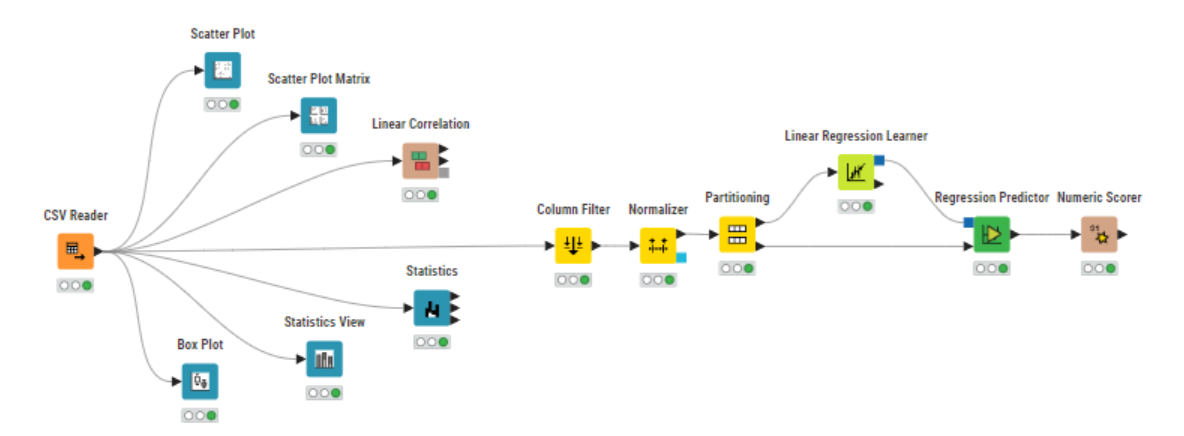 Scatter Plot
Scatter Plot Matrix
Linear Correlation
Linear Regression Learner
CSV Reader
Column Filter
Normalizer
Partitioning
Regression Predictor
Numeric Scorer
Statistics
Statistics View
Box Plot